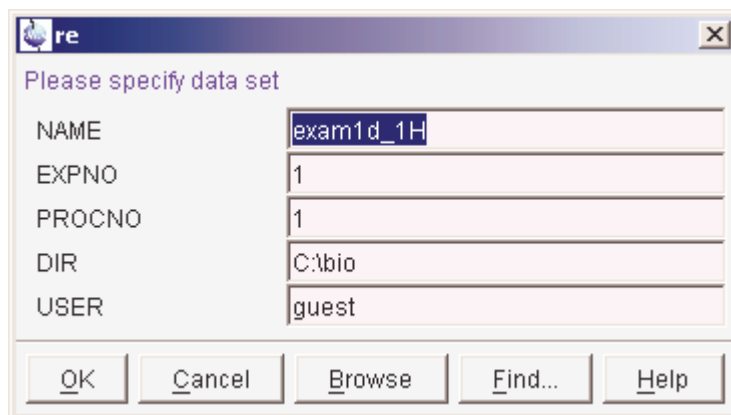 re
Please specify data set
NAME exam1d_1H
EXPNO 1
PROCNO 1
DIR C:\bio
USER guest
OK Cancel Browse Find... Help